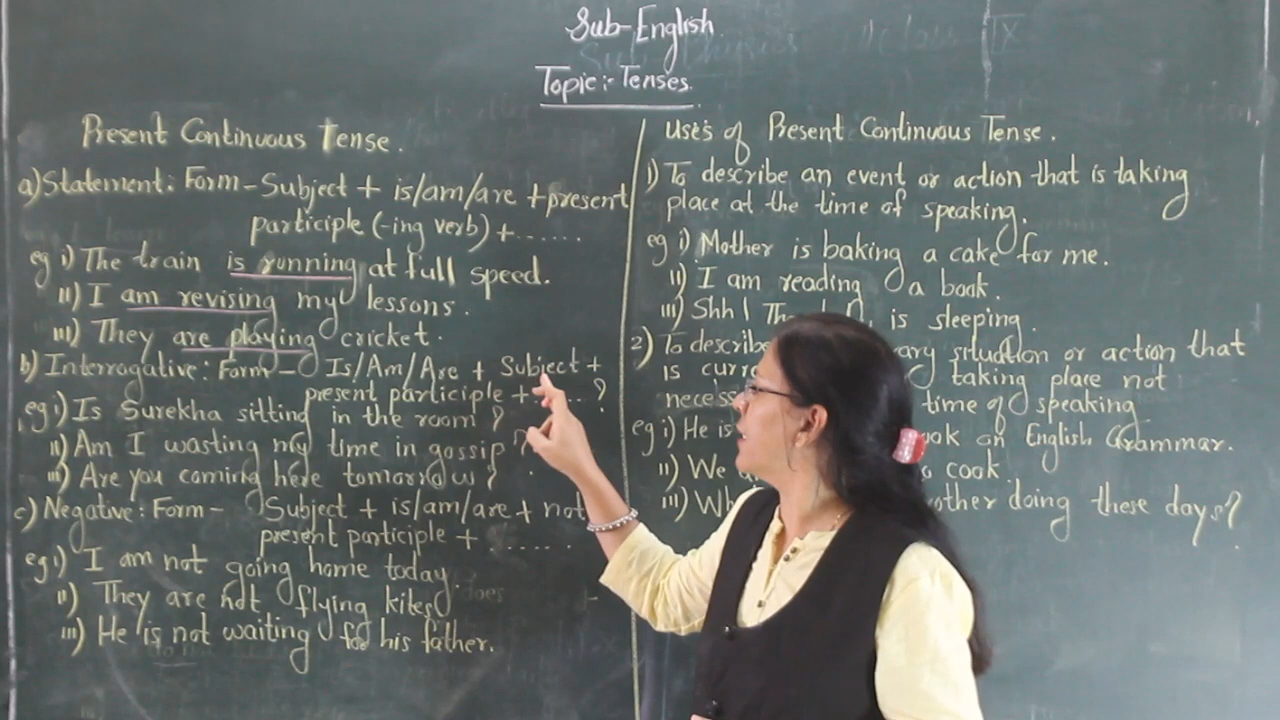 Sub-English
Topic:- Tenses.
Present Continuous Tense.
a) Statement: Form - Subject + is/am/are + present
participle (-ing verb) + ......
eg i) The train is running at full speed.
ii) I am revising my lessons.
iii) They are playing cricket.
b) Interrogative: Form - Is/Am/Are + Subject +
present participle + .... ?
eg: i) Is Surekha sitting in the room ?
ii) Am I wasting my time in gossip ?
iii) Are you coming here tomorrow ?
c) Negative: Form - Subject + is/am/are + not
present participle + ......
eg i) I am not going home today.
ii) They are not flying kites
iii) He is not waiting for his father.
Uses of Present Continuous Tense.
1) To describe an event or action that is taking
place at the time of speaking.
eg i) Mother is baking a cake for me.
ii) I am reading a book.
iii) Shh! is sleeping.
2) To describe situation or action that
is taking place not
time of speaking
eg i) He is an English Grammar.
ii) We cook.
iii) doing these days?